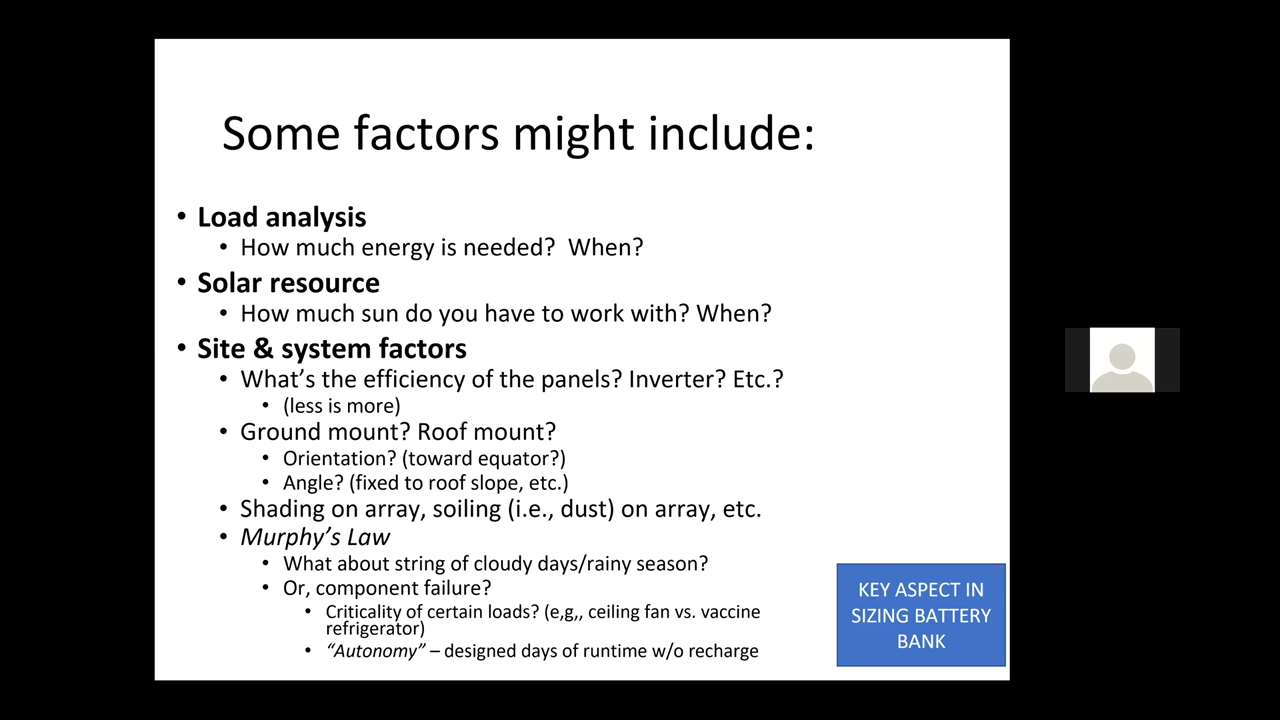 Some factors might include:
• Load analysis
• How much energy is needed?  When?
• Solar resource
• How much sun do you have to work with? When?
• Site & system factors
• What's the efficiency of the panels? Inverter? Etc.?
• (less is more)
• Ground mount? Roof mount?
• Orientation? (toward equator?)
• Angle? (fixed to roof slope, etc.)
• Shading on array, soiling (i.e., dust) on array, etc.
• Murphy's Law
• What about string of cloudy days/rainy season?
• Or, component failure?
• Criticality of certain loads? (e,g,, ceiling fan vs. vaccine
refrigerator)
• “Autonomy” – designed days of runtime w/o recharge
KEY ASPECT IN
SIZING BATTERY
BANK